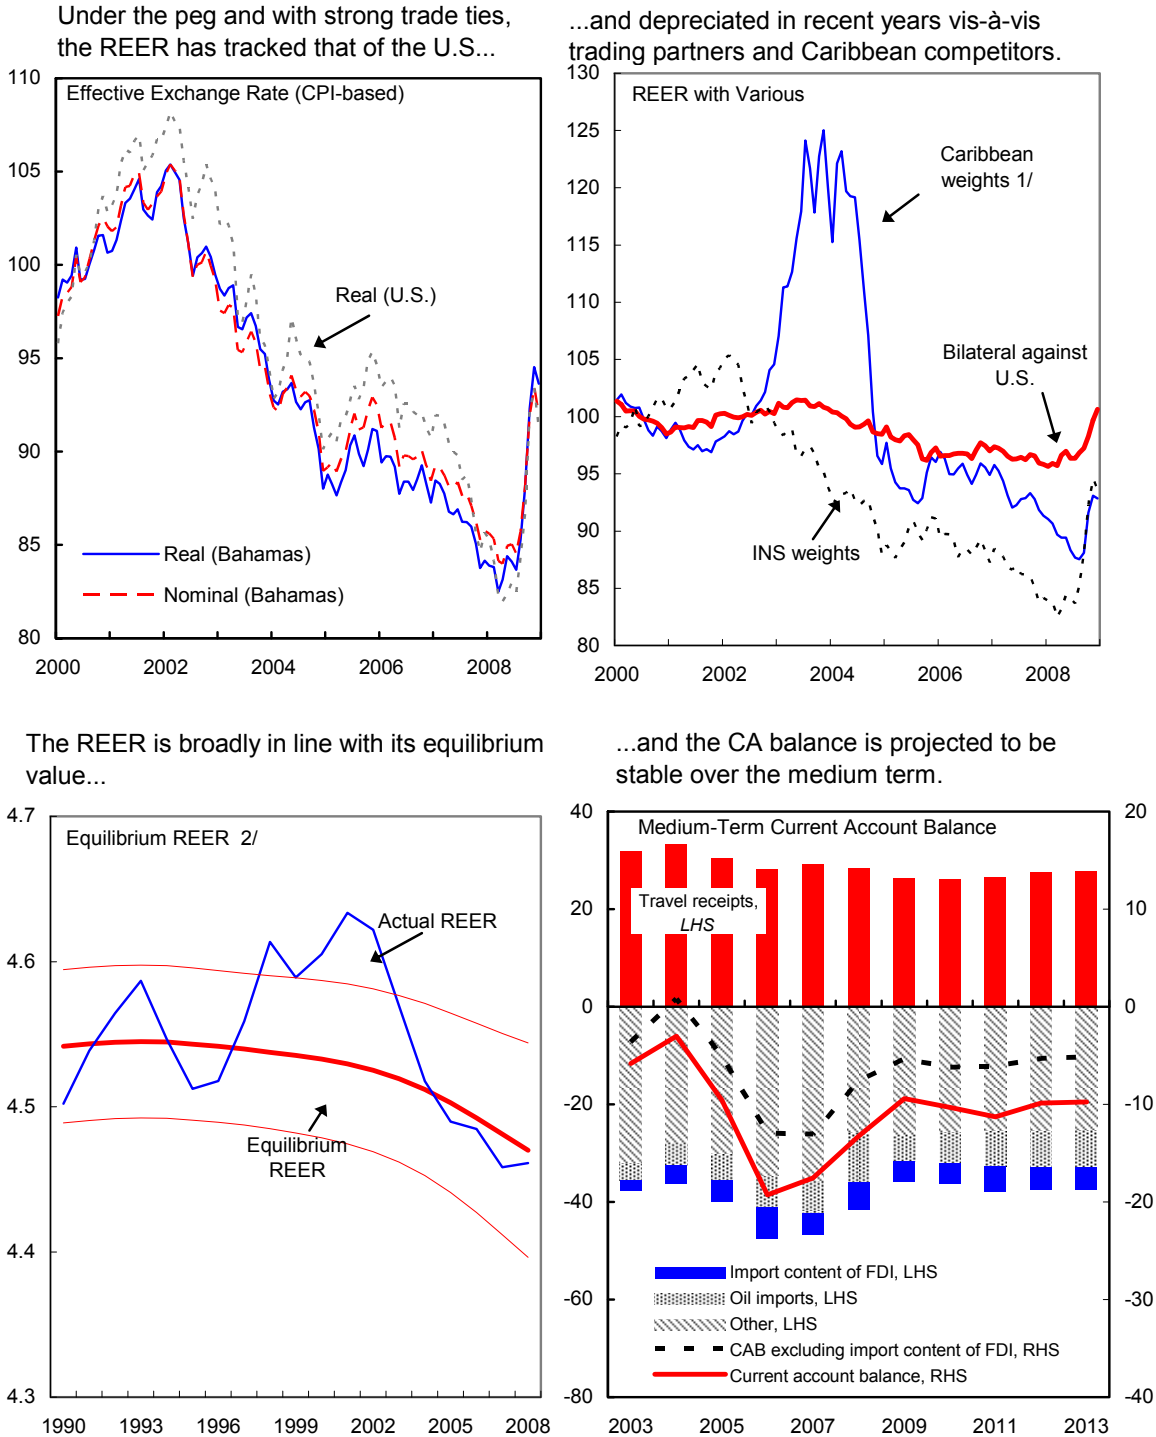 Under the peg and with strong trade ties,
the REER has tracked that of the U.S...
110
105
100
95
90
85
80
Effective Exchange Rate (CPI-based)
Real (U.S.)
Real (Bahamas)
Nominal (Bahamas)
2000 2002 2004 2006 2008
...and depreciated in recent years vis-à-vis
trading partners and Caribbean competitors.
130
125
120
115
110
105
100
95
90
85
80
REER with Various
Caribbean
weights 1/
Bilateral against
U.S.
INS weights
2000 2002 2004 2006 2008
The REER is broadly in line with its equilibrium
value...
4.7
4.6
4.5
4.4
4.3
Equilibrium REER 2/
Actual REER
Equilibrium
REER
1990 1993 1996 1999 2002 2005 2008
...and the CA balance is projected to be
stable over the medium term.
40
20
0
-20
-40
-60
-80
Medium-Term Current Account Balance
Travel receipts,
LHS
Import content of FDI, LHS
Oil imports, LHS
Other, LHS
CAB excluding import content of FDI, RHS
Current account balance, RHS
20
10
0
-10
-20
-30
-40
2003 2005 2007 2009 2011 2013